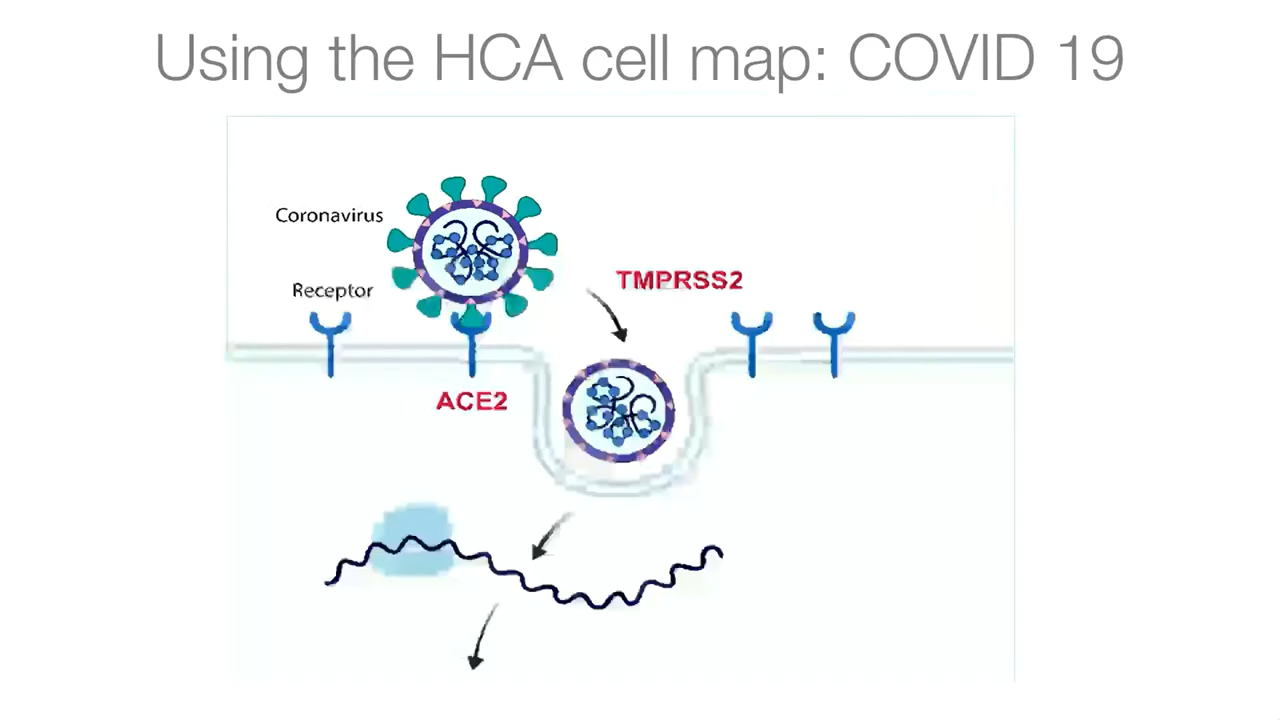 Using the HCA cell map: COVID 19
Coronavirus
TMPRSS2
Receptor
ACE2